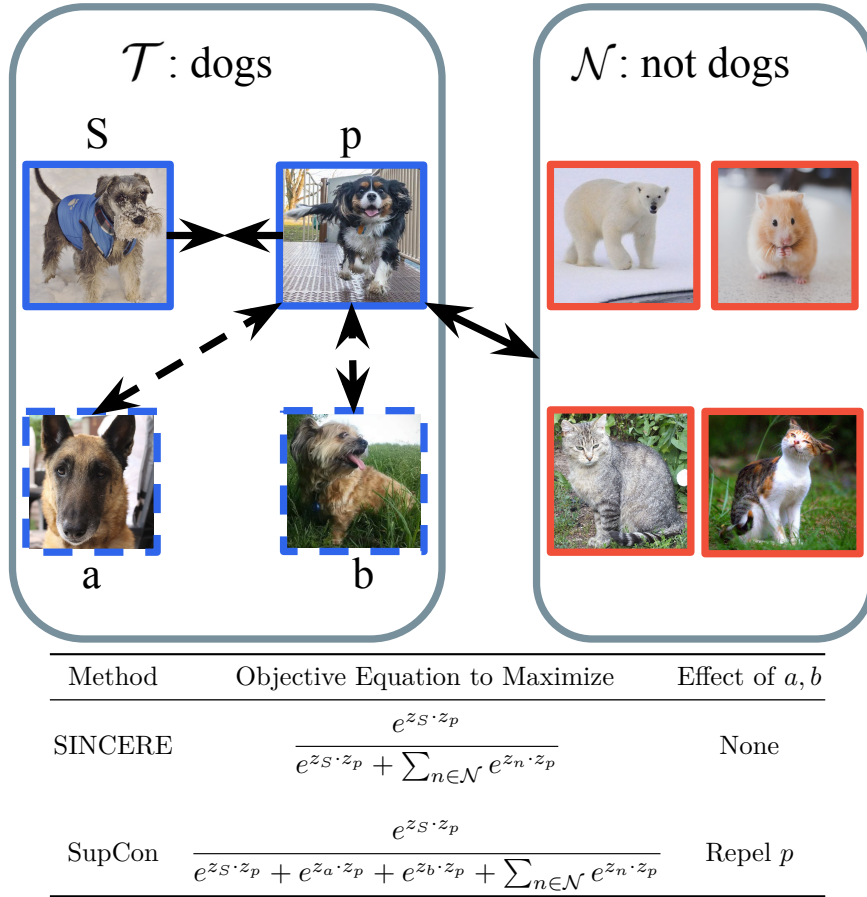 𝒯 : dogs
𝒩 : not dogs
S
p
a
b
Method Objective Equation to Maximize Effect of a, b
SINCERE e^{z_S·z_p} / (e^{z_S·z_p} + ∑_{n∈𝒩} e^{z_n·z_p}) None
SupCon e^{z_S·z_p} / (e^{z_S·z_p} + e^{z_a·z_p} + e^{z_b·z_p} + ∑_{n∈𝒩} e^{z_n·z_p}) Repel p